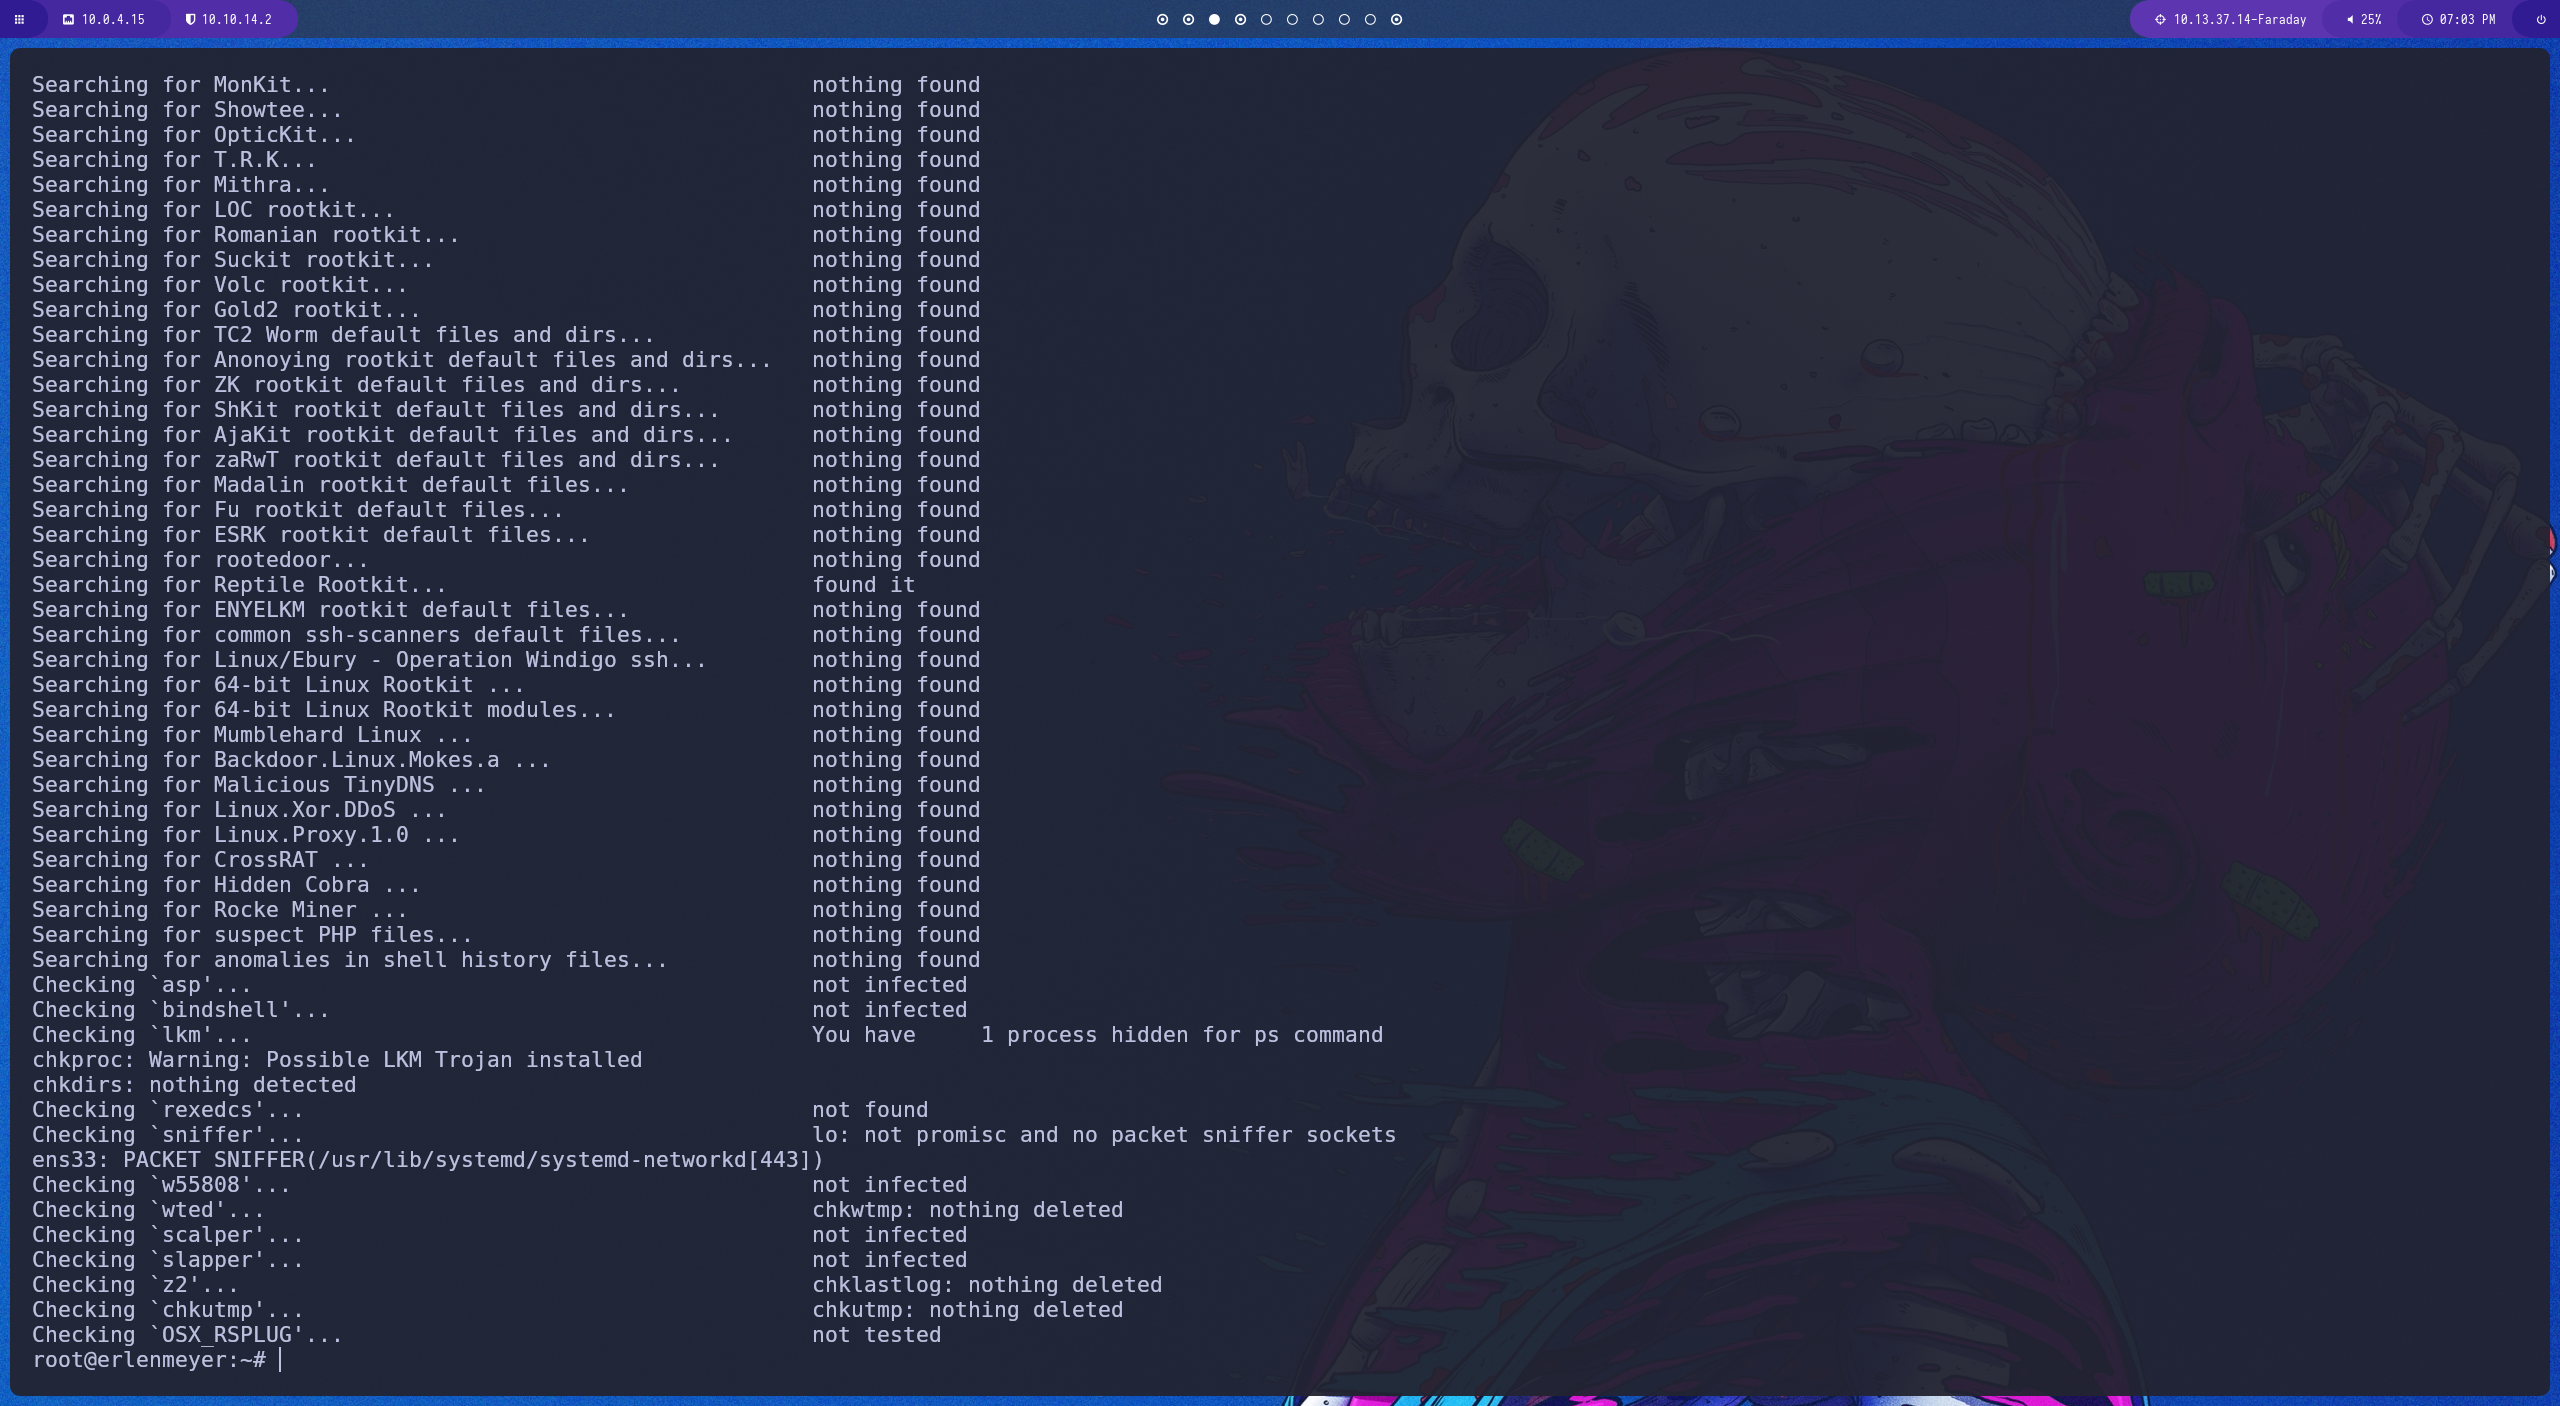 10.0.4.15 10.10.14.2 10.13.37.14-Faraday 25% 07:03 PM
Searching for MonKit... nothing found
Searching for Showtee... nothing found
Searching for OpticKit... nothing found
Searching for T.R.K... nothing found
Searching for Mithra... nothing found
Searching for LOC rootkit... nothing found
Searching for Romanian rootkit... nothing found
Searching for Suckit rootkit... nothing found
Searching for Volc rootkit... nothing found
Searching for Gold2 rootkit... nothing found
Searching for TC2 Worm default files and dirs... nothing found
Searching for Anonoying rootkit default files and dirs... nothing found
Searching for ZK rootkit default files and dirs... nothing found
Searching for ShKit rootkit default files and dirs... nothing found
Searching for AjaKit rootkit default files and dirs... nothing found
Searching for zaRwT rootkit default files and dirs... nothing found
Searching for Madalin rootkit default files... nothing found
Searching for Fu rootkit default files... nothing found
Searching for ESRK rootkit default files... nothing found
Searching for rootedoor... nothing found
Searching for Reptile Rootkit... found it
Searching for ENYELKM rootkit default files... nothing found
Searching for common ssh-scanners default files... nothing found
Searching for Linux/Ebury - Operation Windigo ssh... nothing found
Searching for 64-bit Linux Rootkit ... nothing found
Searching for 64-bit Linux Rootkit modules... nothing found
Searching for Mumblehard Linux ... nothing found
Searching for Backdoor.Linux.Mokes.a ... nothing found
Searching for Malicious TinyDNS ... nothing found
Searching for Linux.Xor.DDoS ... nothing found
Searching for Linux.Proxy.1.0 ... nothing found
Searching for CrossRAT ... nothing found
Searching for Hidden Cobra ... nothing found
Searching for Rocke Miner ... nothing found
Searching for suspect PHP files... nothing found
Searching for anomalies in shell history files... nothing found
Checking `asp'... not infected
Checking `bindshell'... not infected
Checking `lkm'... You have     1 process hidden for ps command
chkproc: Warning: Possible LKM Trojan installed
chkdirs: nothing detected
Checking `rexedcs'... not found
Checking `sniffer'... lo: not promisc and no packet sniffer sockets
ens33: PACKET SNIFFER(/usr/lib/systemd/systemd-networkd[443])
Checking `w55808'... not infected
Checking `wted'... chkwtmp: nothing deleted
Checking `scalper'... not infected
Checking `slapper'... not infected
Checking `z2'... chklastlog: nothing deleted
Checking `chkutmp'... chkutmp: nothing deleted
Checking `OSX_RSPLUG'... not tested
root@erlenmeyer:~#